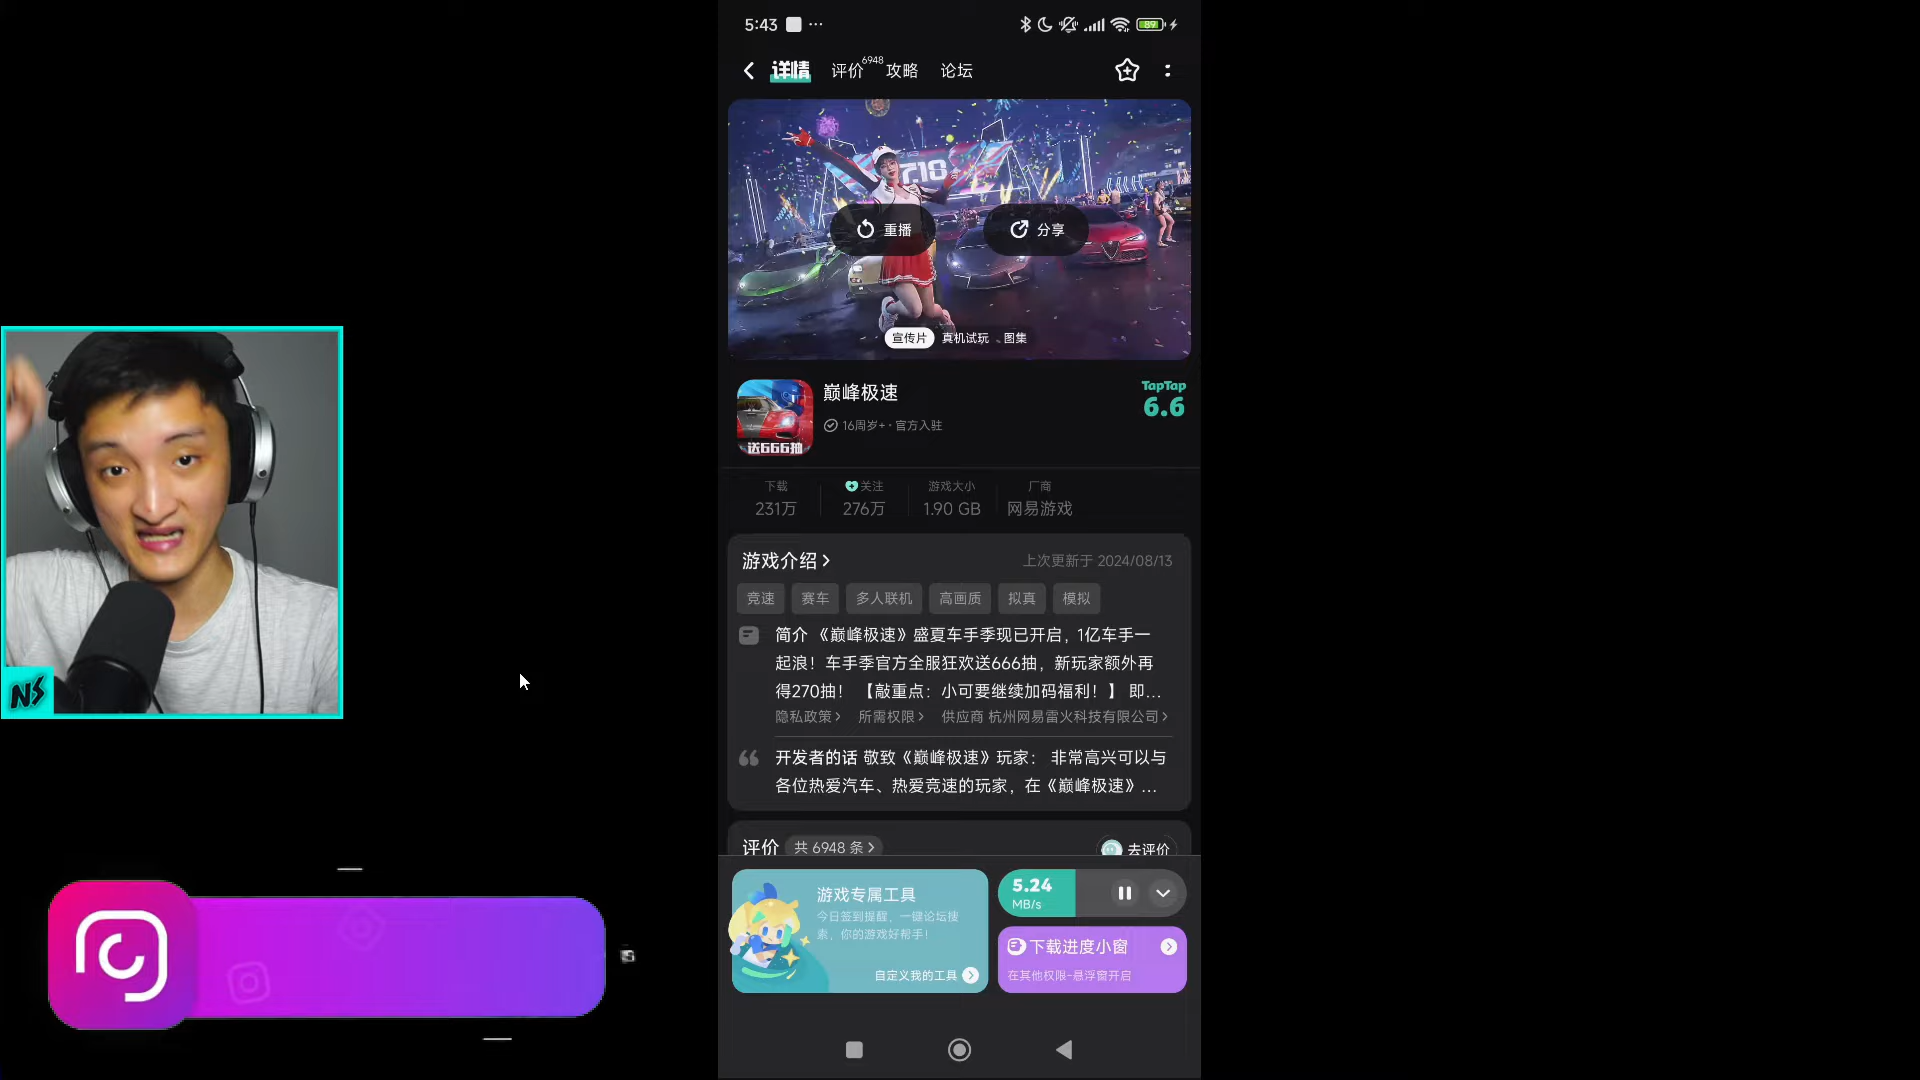 5:43
89
详情 评价 6948 攻略 论坛
7.18
重播 分享
宣传片 真机试玩 图集
巅峰极速
16周岁+ · 官方入驻
TapTap
6.6
送666抽
下载 关注 游戏大小 厂商
231万 276万 1.90 GB 网易游戏
游戏介绍 上次更新于 2024/08/13
竞速 赛车 多人联机 高画质 拟真 模拟
简介 《巅峰极速》盛夏车手季现已开启，1亿车手一
起浪！车手季官方全服狂欢送666抽，新玩家额外再
得270抽！【敲重点：小可要继续加码福利！】 即...
隐私政策 所需权限 供应商 杭州网易雷火科技有限公司
开发者的话 敬致《巅峰极速》玩家： 非常高兴可以与
各位热爱汽车、热爱竞速的玩家，在《巅峰极速》...
评价 共 6948 条 去评价
游戏专属工具
今日签到提醒，一键论坛搜
索，你的游戏好帮手！
自定义我的工具
5.24
MB/s
下载进度小窗
在其他权限-悬浮窗开启
NS